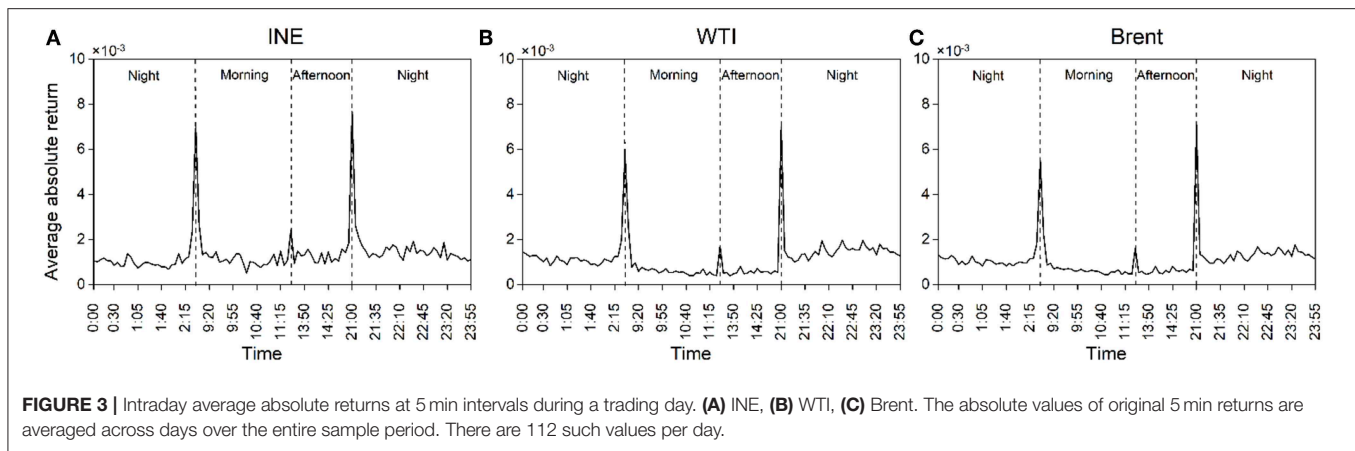 A INE
×10⁻³
10
8
6
4
2
0
Average absolute return
Night Morning Afternoon Night
0:00 0:30 1:05 1:40 2:15 9:20 9:55 10:40 11:15 13:50 14:25 21:00 21:35 22:10 22:45 23:20 23:55
Time
B WTI
×10⁻³
10
8
6
4
2
0
Night Morning Afternoon Night
0:00 0:30 1:05 1:40 2:15 9:20 9:55 10:40 11:15 13:50 14:25 21:00 21:35 22:10 22:45 23:20 23:55
Time
C Brent
×10⁻³
10
8
6
4
2
0
Night Morning Afternoon Night
0:00 0:30 1:05 1:40 2:15 9:20 9:55 10:40 11:15 13:50 14:25 21:00 21:35 22:10 22:45 23:20 23:55
Time
FIGURE 3 | Intraday average absolute returns at 5 min intervals during a trading day. (A) INE, (B) WTI, (C) Brent. The absolute values of original 5 min returns are
averaged across days over the entire sample period. There are 112 such values per day.